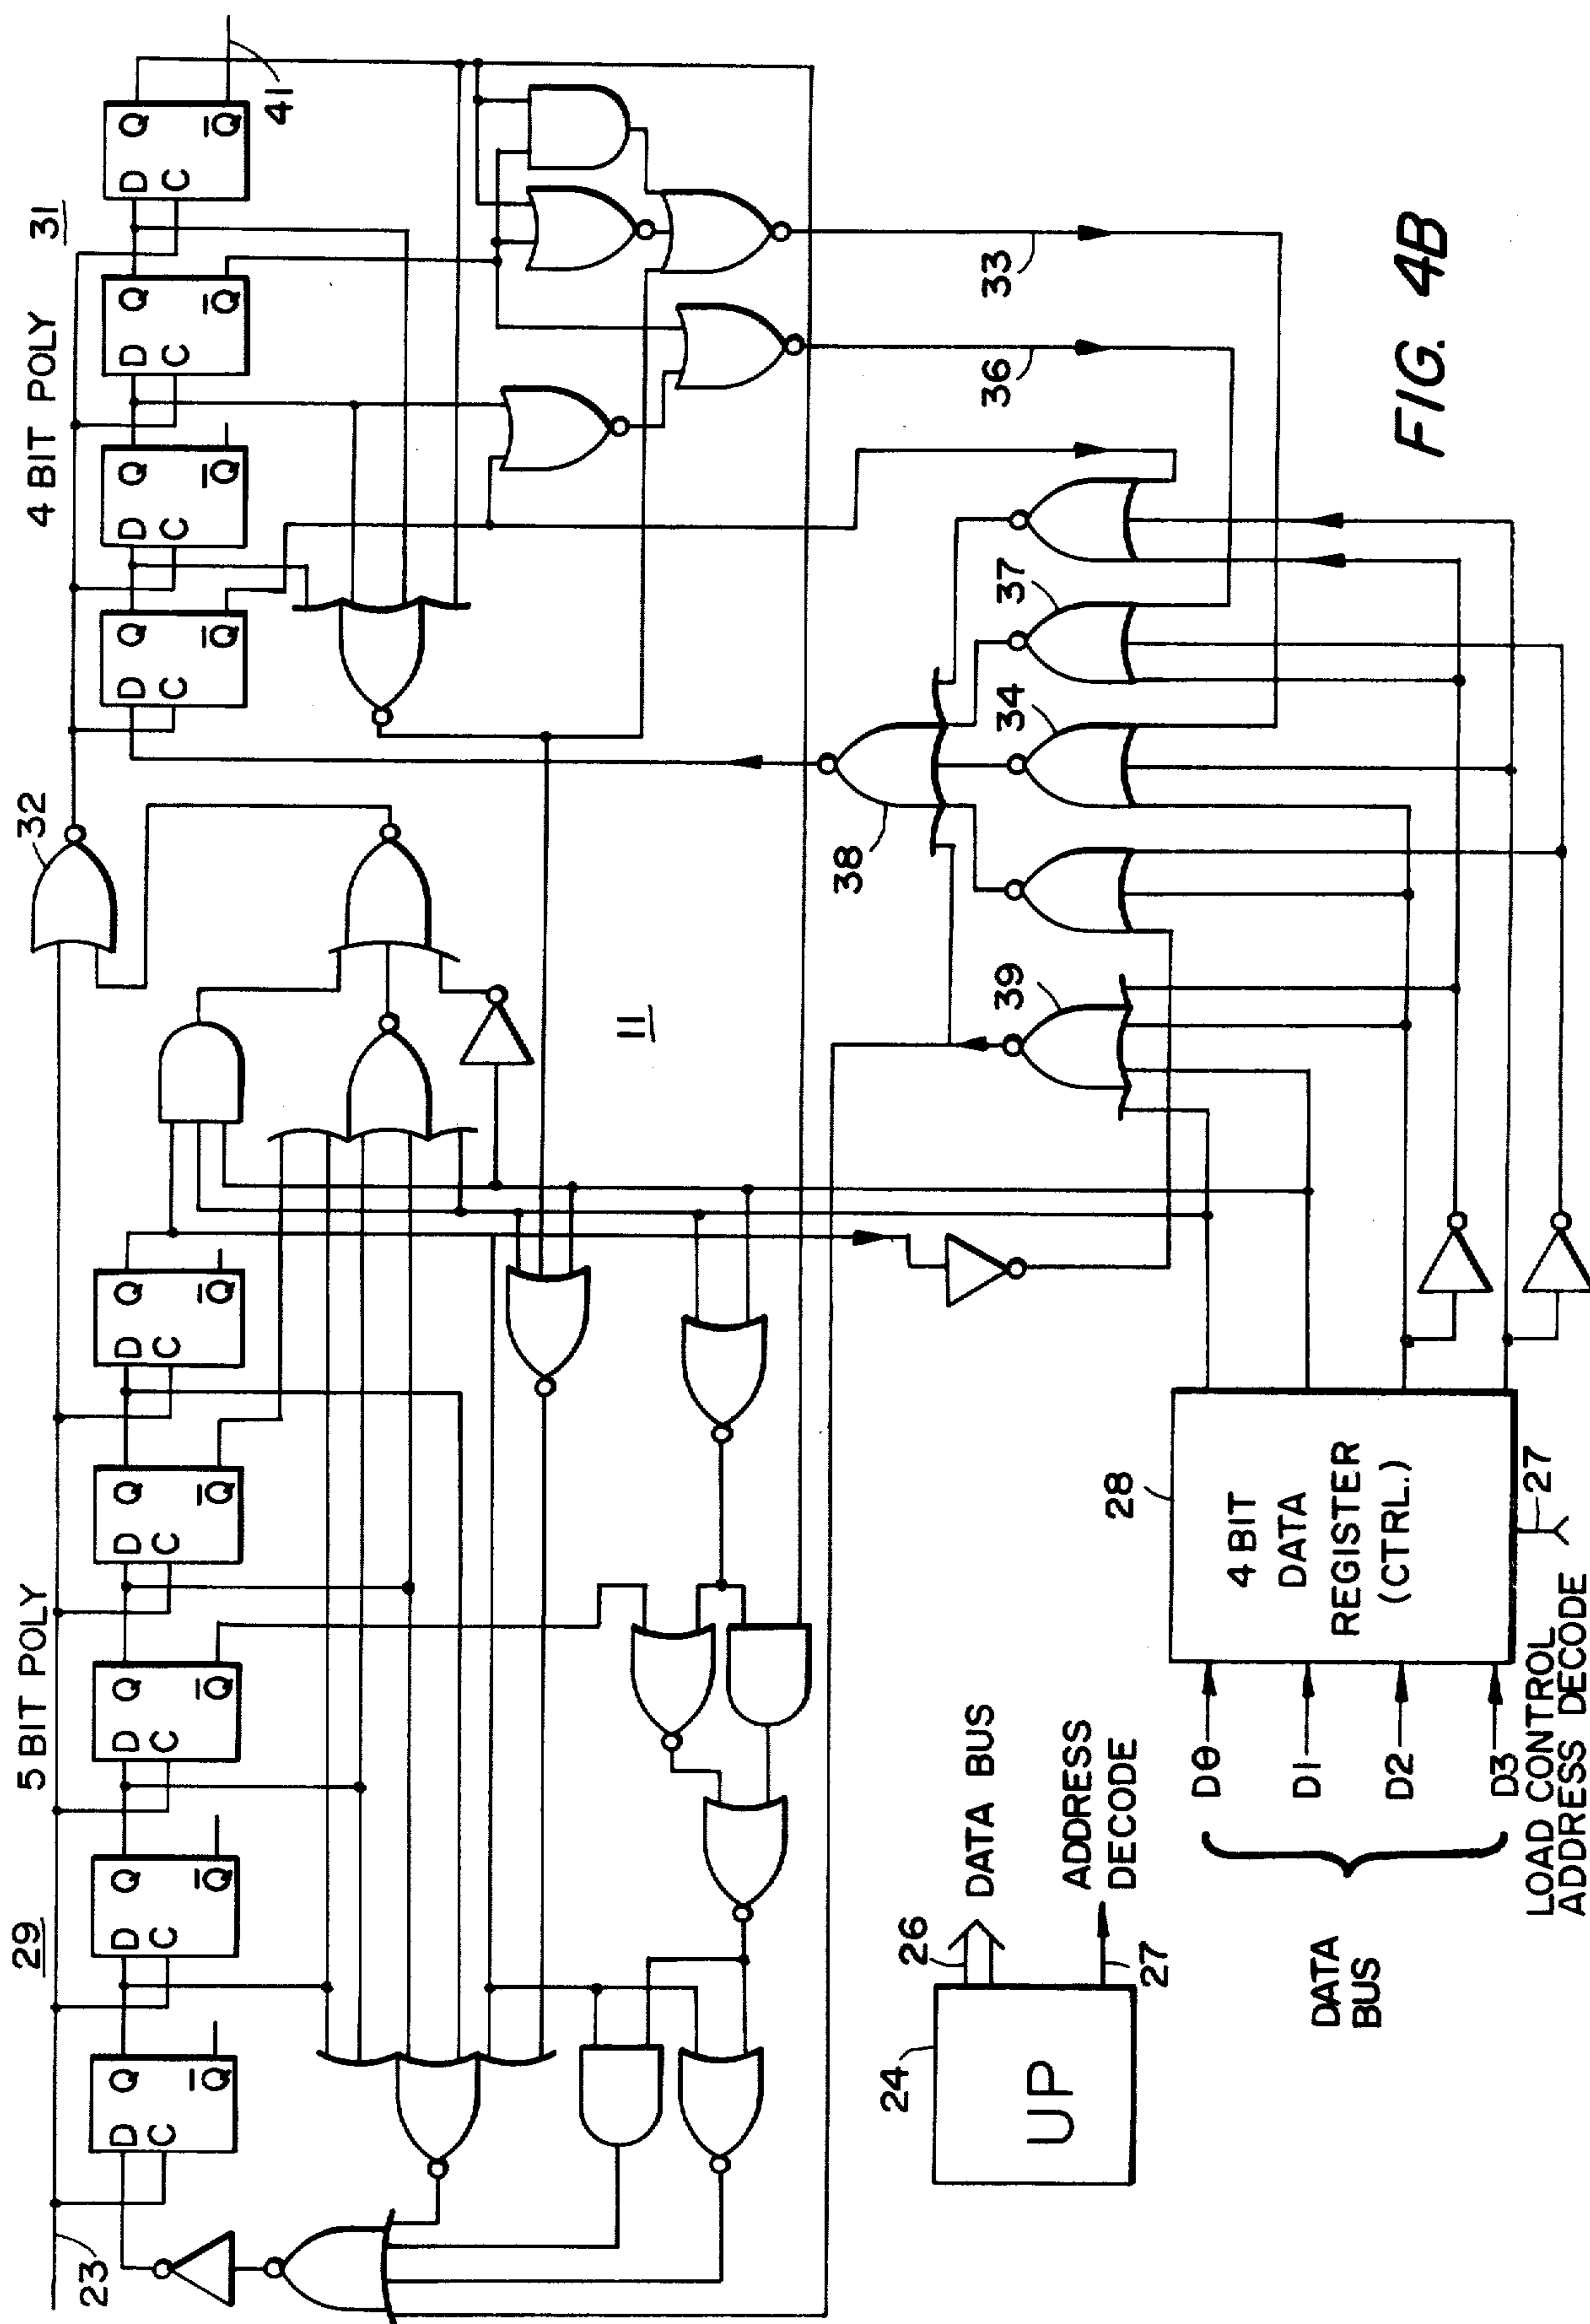 29
5 BIT POLY
32
4 BIT POLY
31
23
D Q
C Q̅
D Q
C Q̅
D Q
C Q̅
D Q
C Q̅
D Q
C Q̅
D Q
C Q̅
D Q
C Q̅
D Q
C Q̅
D Q
C Q̅
41
11
38
39
34
37
36
33
24
UP
26
DATA BUS
ADDRESS
DECODE
27
28
4 BIT
DATA
REGISTER
(CTRL.)
D0
D1
D2
D3
DATA
BUS
LOAD CONTROL
ADDRESS DECODE
27
FIG. 4B